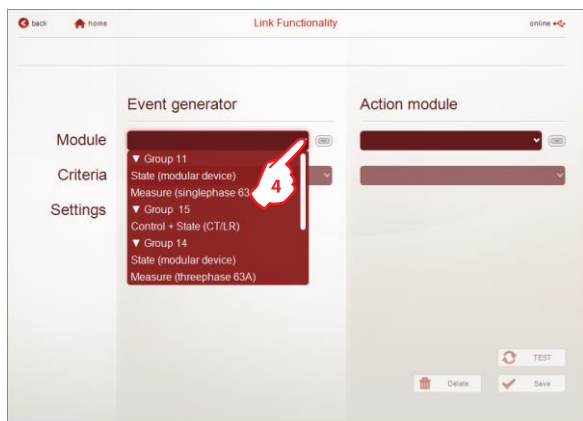 back home Link Functionality online
Event generator Action module
Module
▼ Group 11
Criteria State (modular device)
Measure (singlephase 63
4
Settings ▼ Group 15
Control + State (CT/LR)
▼ Group 14
State (modular device)
Measure (threephase 63A)
TEST
Delete Save